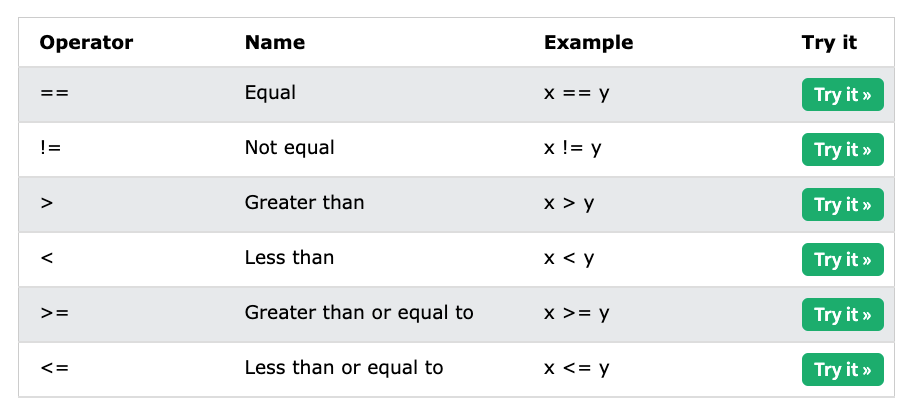 Operator Name Example Try it
== Equal x == y Try it »
!= Not equal x != y Try it »
> Greater than x > y Try it »
< Less than x < y Try it »
>= Greater than or equal to x >= y Try it »
<= Less than or equal to x <= y Try it »